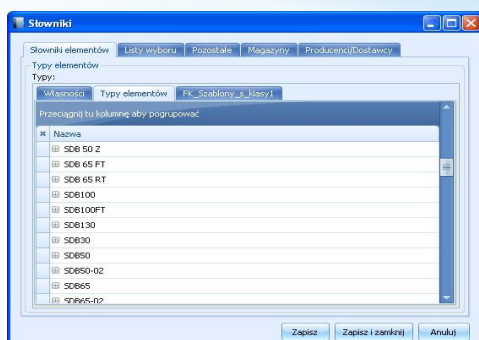 Słowniki
Słowniki elementów Listy wyboru Pozostałe Magazyny Producenci/Dostawcy
Typy elementów
Typy:
Własności Typy elementów FK_Szablony_s_klasy1
Przeciągnij tu kolumnę aby pogrupować
Nazwa
SDB 50 Z
SDB 65 FT
SDB 65 RT
SDB100
SDB100FT
SDB130
SDB30
SDB50
SDB50-02
SDB65
SDB65-02
Zapisz Zapisz i zamknij Anuluj